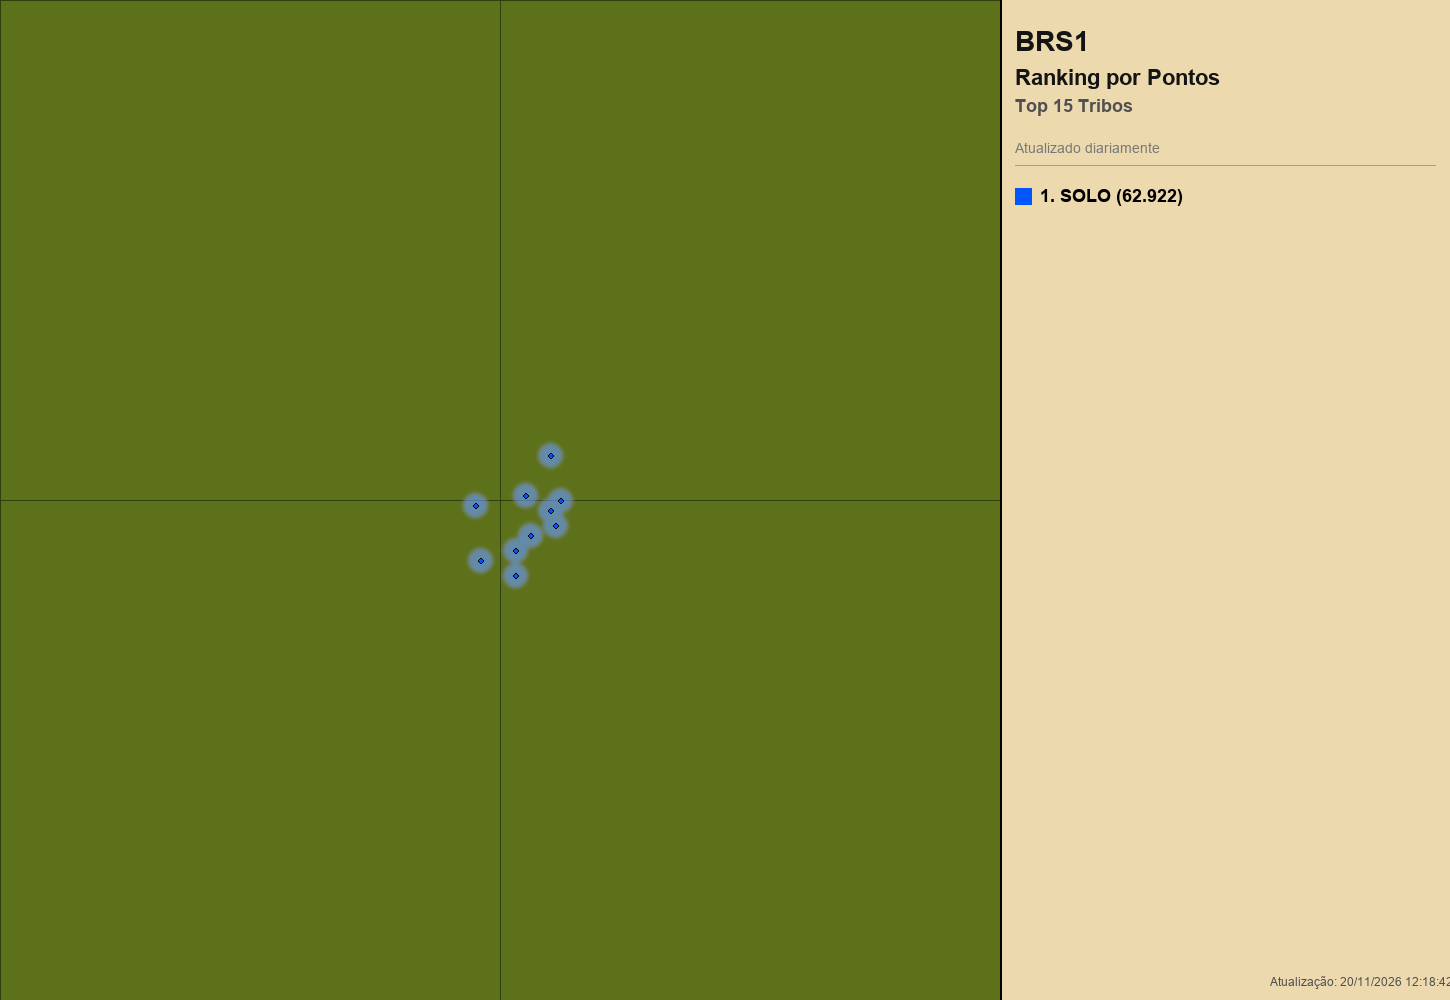 BRS1
Ranking por Pontos
Top 15 Tribos
Atualizado diariamente
1. SOLO (62.922)
Atualização: 20/11/2026 12:18:42